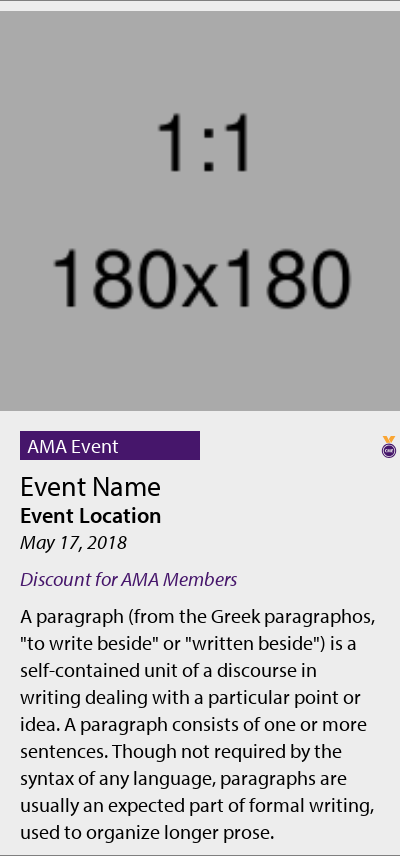 1:1
180x180
AMA Event
Event Name
Event Location
May 17, 2018
Discount for AMA Members
A paragraph (from the Greek paragraphos,
"to write beside" or "written beside") is a
self-contained unit of a discourse in
writing dealing with a particular point or
idea. A paragraph consists of one or more
sentences. Though not required by the
syntax of any language, paragraphs are
usually an expected part of formal writing,
used to organize longer prose.